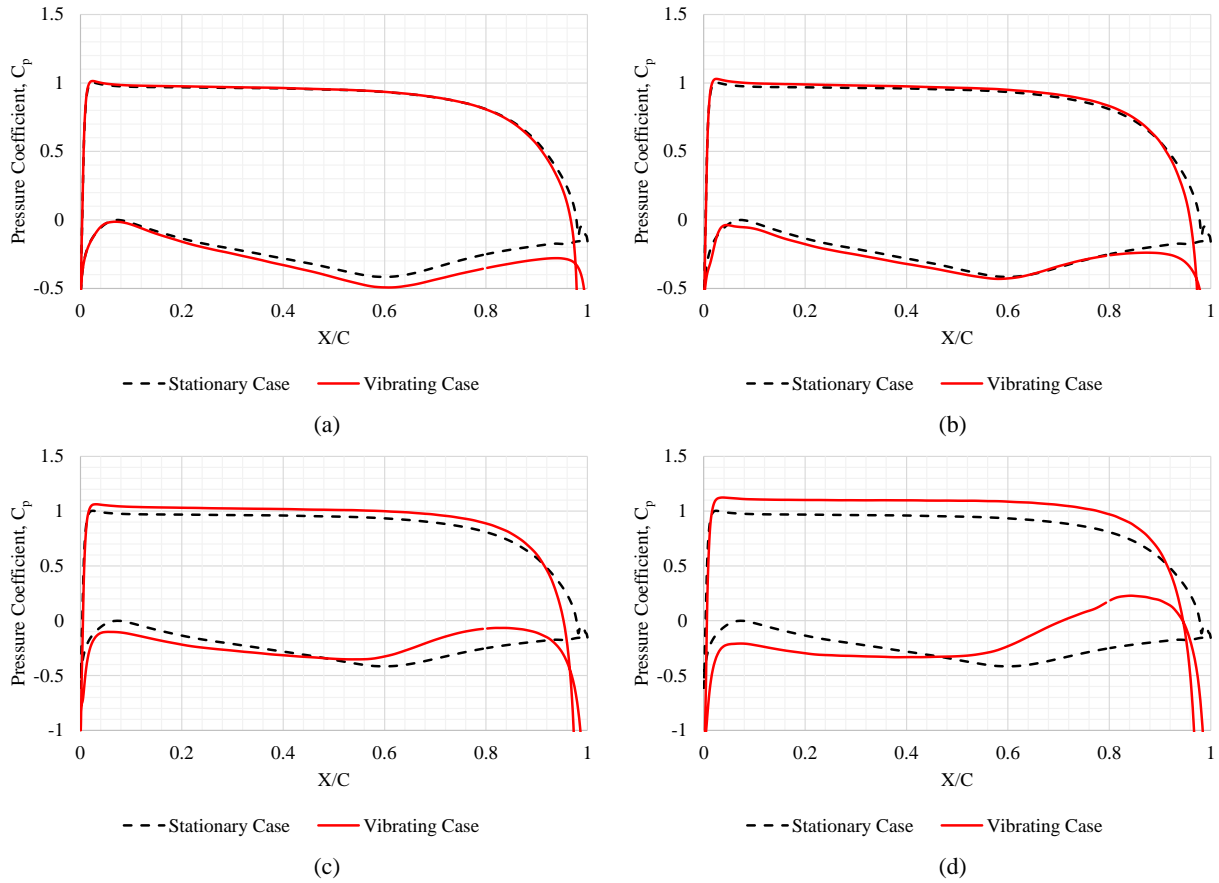 1.5
1
0.5
0
-0.5
Pressure Coefficient, Cₚ
0 0.2 0.4 0.6 0.8 1
X/C
Stationary Case Vibrating Case
(a)
1.5
1
0.5
0
-0.5
Pressure Coefficient, Cₚ
0 0.2 0.4 0.6 0.8 1
X/C
Stationary Case Vibrating Case
(b)
1.5
1
0.5
0
-0.5
-1
Pressure Coefficient, Cₚ
0 0.2 0.4 0.6 0.8 1
X/C
Stationary Case Vibrating Case
(c)
1.5
1
0.5
0
-0.5
-1
Pressure Coefficient, Cₚ
0 0.2 0.4 0.6 0.8 1
X/C
Stationary Case Vibrating Case
(d)